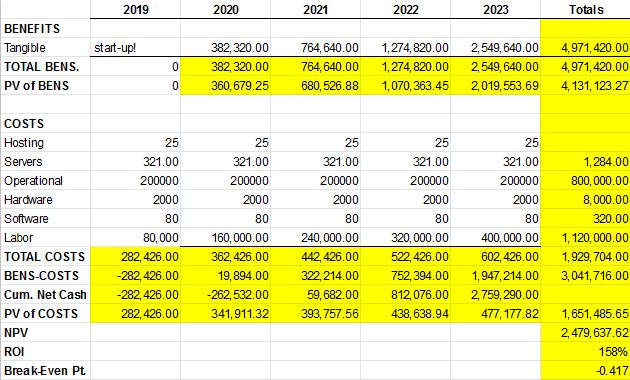 2019 2020 2021 2022 2023 Totals
BENEFITS
Tangible start-up! 382,320.00 764,640.00 1,274,820.00 2,549,640.00 4,971,420.00
TOTAL BENS. 0 382,320.00 764,640.00 1,274,820.00 2,549,640.00 4,971,420.00
PV of BENS 0 360,679.25 680,526.88 1,070,363.45 2,019,553.69 4,131,123.27
COSTS
Hosting 25 25 25 25 25
Servers 321.00 321.00 321.00 321.00 321.00 1,284.00
Operational 200000 200000 200000 200000 200000 800,000.00
Hardware 2000 2000 2000 2000 2000 8,000.00
Software 80 80 80 80 80 320.00
Labor 80,000 160,000.00 240,000.00 320,000.00 400,000.00 1,120,000.00
TOTAL COSTS 282,426.00 362,426.00 442,426.00 522,426.00 602,426.00 1,929,704.00
BENS-COSTS -282,426.00 19,894.00 322,214.00 752,394.00 1,947,214.00 3,041,716.00
Cum. Net Cash -282,426.00 -262,532.00 59,682.00 812,076.00 2,759,290.00
PV of COSTS 282,426.00 341,911.32 393,757.56 438,638.94 477,177.82 1,651,485.65
NPV 2,479,637.62
ROI 158%
Break-Even Pt. -0.417